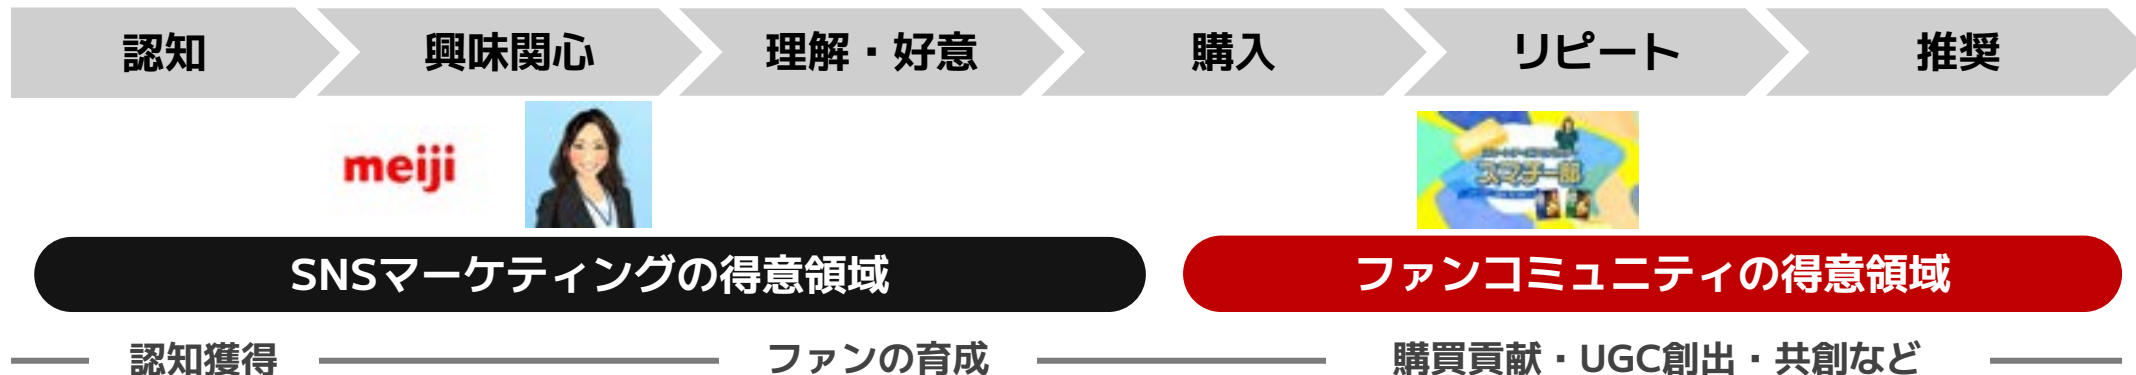 認知
興味関心
理解・好意
購入
リピート
推奨
meiji
スマチー部
SNSマーケティングの得意領域
ファンコミュニティの得意領域
認知獲得
ファンの育成
購買貢献・UGC創出・共創など